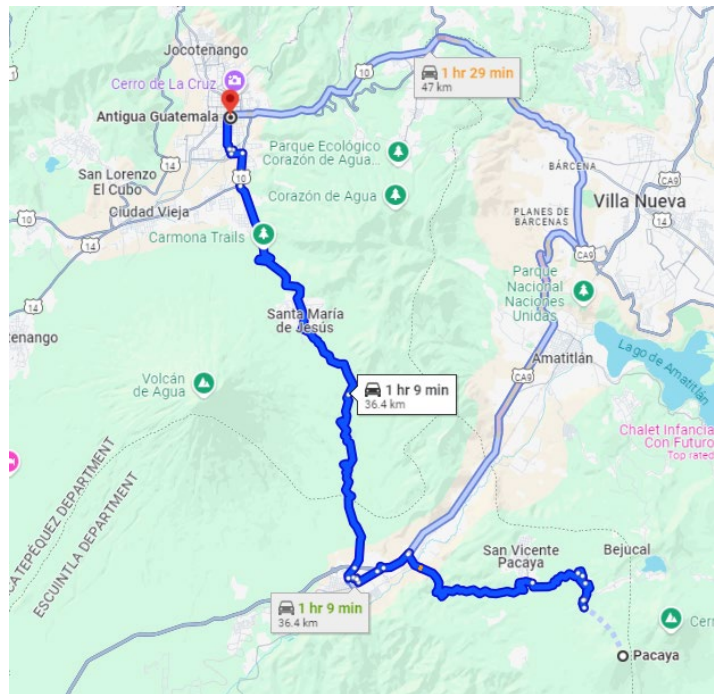 Jocotenango
Cerro de La Cruz
10
1 hr 29 min
47 km
Antigua Guatemala
14
Parque Ecológico
Corazón de Agua...
BÁRCENA
San Lorenzo
El Cubo
10
Corazón de Agua
CA9
Villa Nueva
10
Ciudad Vieja
PLANES DE
BÁRCENAS
14
Carmona Trails
CA9
Parque
Nacional
Naciones
Unidas
14
Santa María
de Jesús
tenango
Amatitlán
Lago de Amatitlán
Volcán
de Agua
1 hr 9 min
36.4 km
CA9
Chalet Infancia
Con Futuro
Top rated
CATEPÉQUEZ DEPARTMENT
ESCUINTLA DEPARTMENT
San Vicente
Pacaya
Bejucal
1 hr 9 min
36.4 km
Cerr
Pacaya